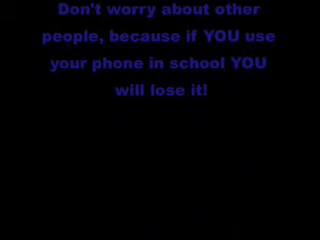 Don't worry about other
people, because if YOU use
your phone in school YOU
will lose it!